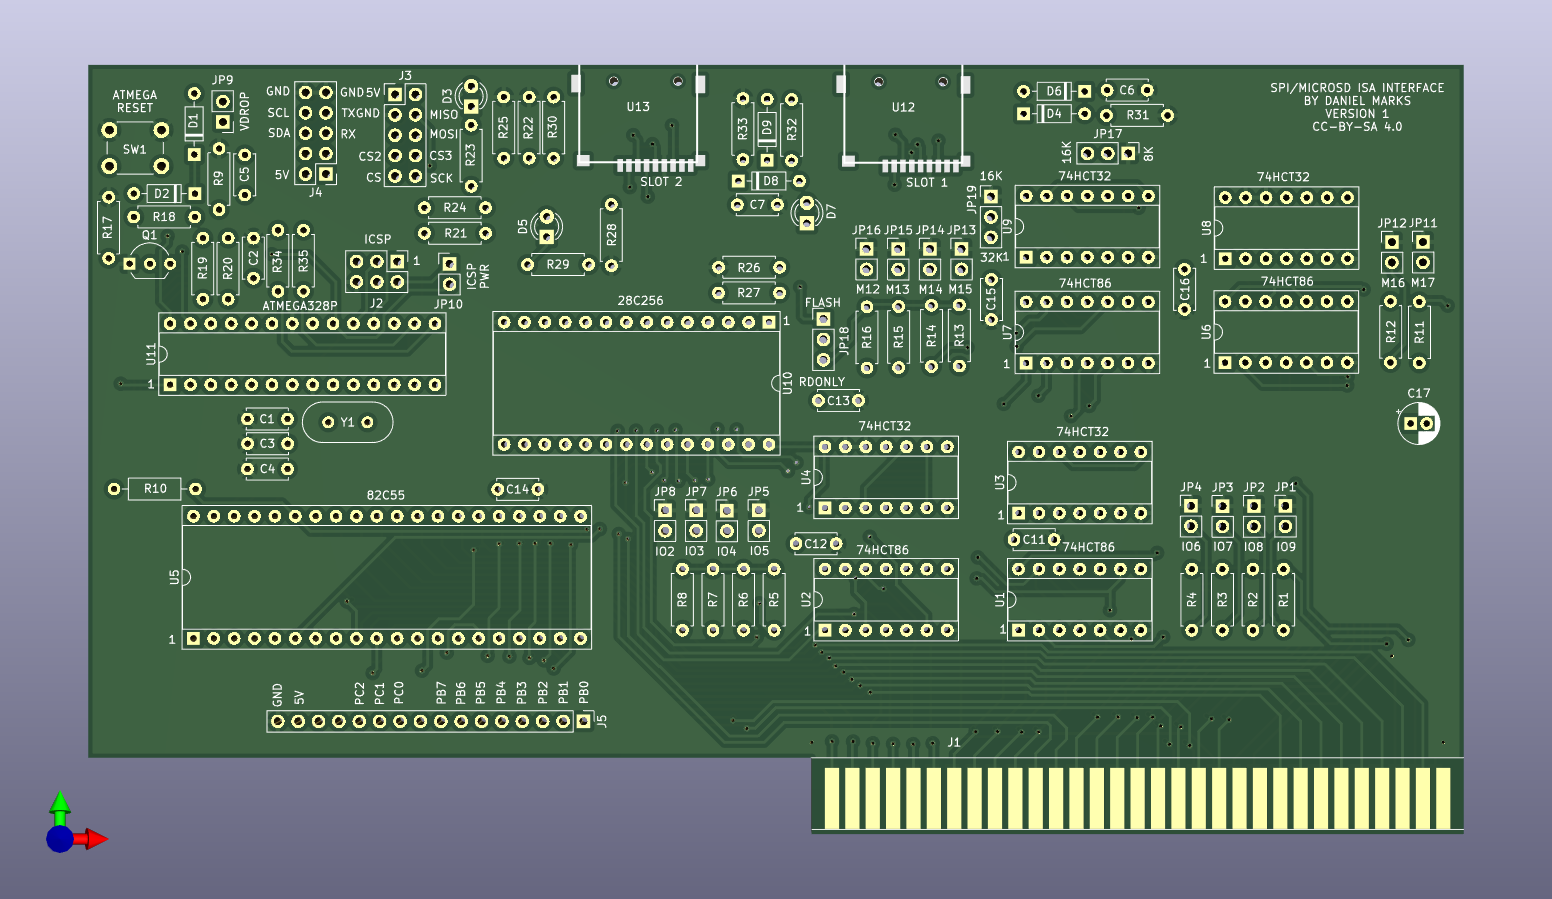 SPI/MICROSD ISA INTERFACE
BY DANIEL MARKS
VERSION 1
CC-BY-SA 4.0
ATMEGA
RESET
SW1
D1
JP9
VDROP
GND
SCL
SDA
5V
J4
GND
TX
RX
J3
5V
GND
MISO
MOSI
CS2
CS3
CS
SCK
D3
R23
R25
R22
R30
U13
SLOT 2
R33
D9
R32
U12
SLOT 1
D6
C6
D4
R31
JP17
16K
8K
R9
C5
D2
R18
R17
Q1
R19
R20
C2
R34
R35
ICSP
1
J2
ICSP
PWR
JP10
R24
R21
D5
R28
R29
D8
C7
D7
R26
R27
16K
JP19
32K
74HCT32
U9
1
74HCT32
U8
1
JP12
JP11
M16
M17
JP16
JP15
JP14
JP13
M12
M13
M14
M15
R16
R15
R14
R13
C15
74HCT86
U7
1
C16
74HCT86
U6
1
R12
R11
C17
+
ATMEGA328P
U11
1
28C256
1
U10
FLASH
JP18
RDONLY
C13
C1
C3
C4
Y1
R10
82C55
U5
1
C14
JP8
JP7
JP6
JP5
IO2
IO3
IO4
IO5
R8
R7
R6
R5
74HCT32
U4
1
C12
74HCT86
U2
1
74HCT32
U3
1
C11
74HCT86
U1
1
JP4
JP3
JP2
JP1
IO6
IO7
IO8
IO9
R4
R3
R2
R1
GND
5V
PC2
PC1
PC0
PB7
PB6
PB5
PB4
PB3
PB2
PB1
PB0
J5
J1